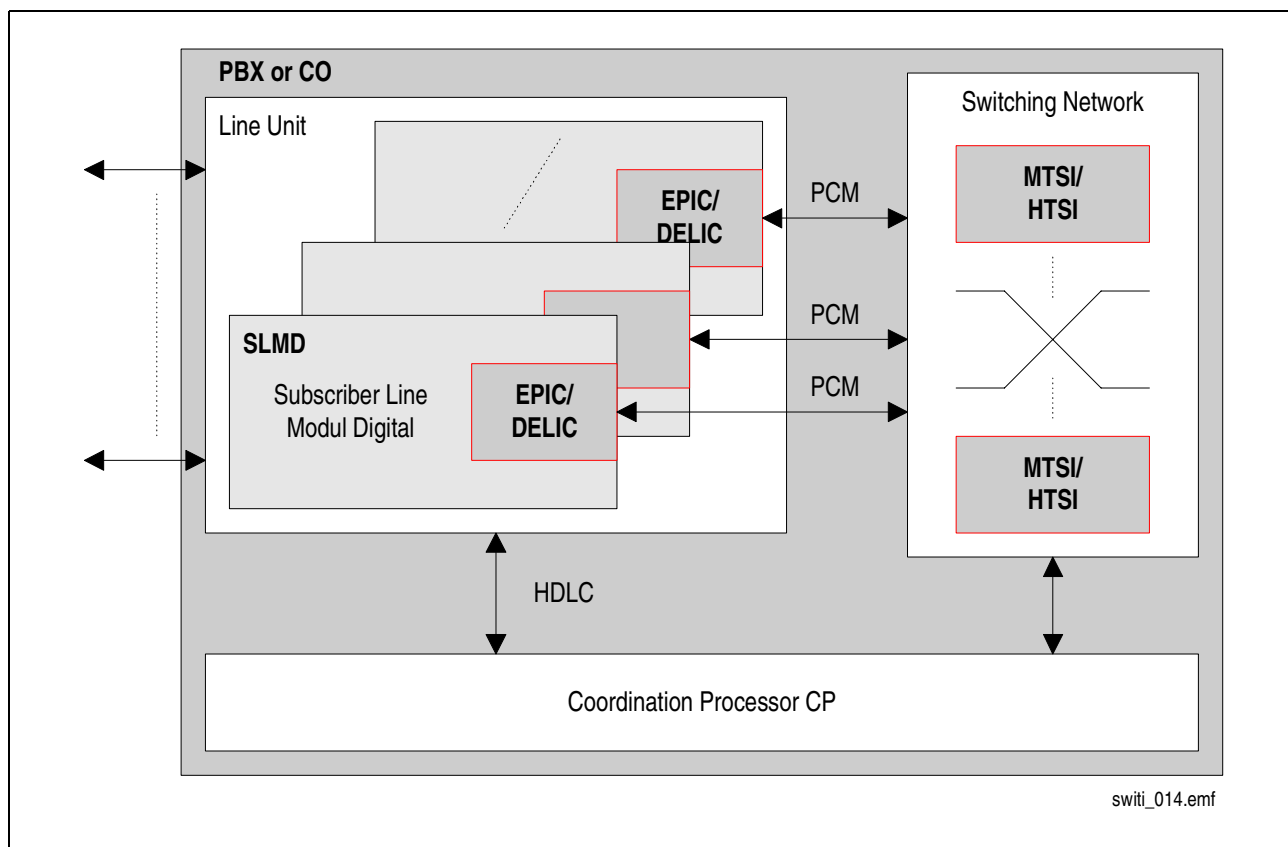 PBX or CO
Line Unit
Switching Network
EPIC/
DELIC
PCM
MTSI/
HTSI
PCM
SLMD
Subscriber Line
Modul Digital
EPIC/
DELIC
PCM
MTSI/
HTSI
HDLC
Coordination Processor CP
switi_014.emf